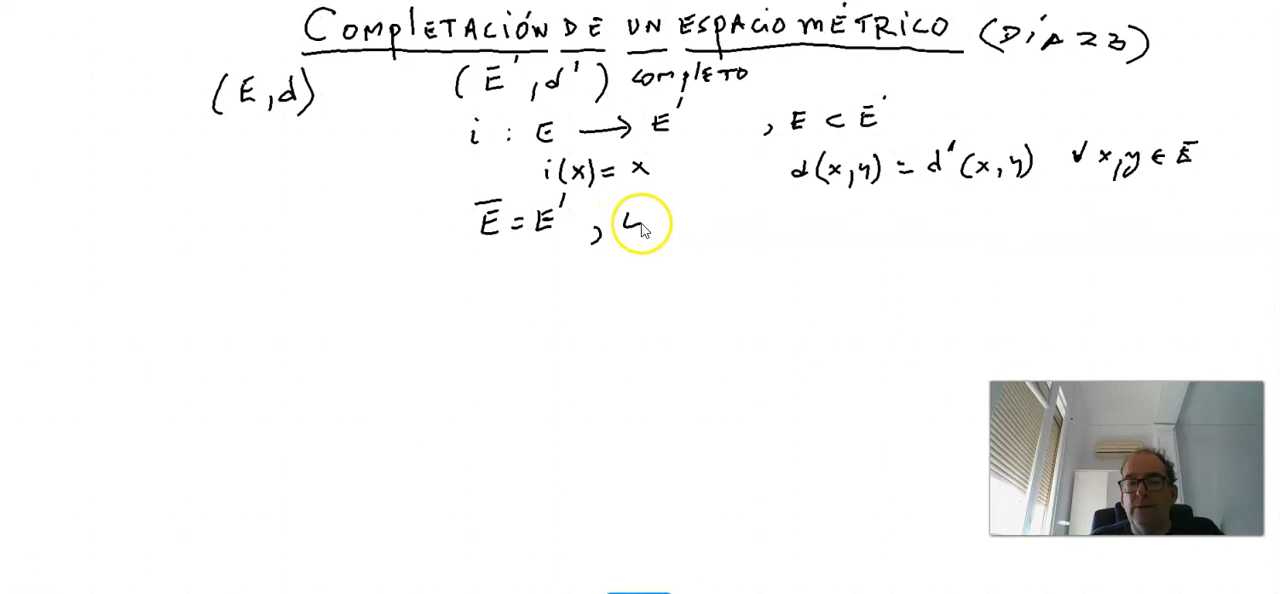 COMPLETACIÓN DE UN ESPACIO MÉTRICO (DÍA 23)
(E, d) (E', d') completo
i : E → E' , E ⊂ E'
i(x) = x d(x, y) = d'(x, y) ∀ x, y ∈ E
E̅ = E' ,